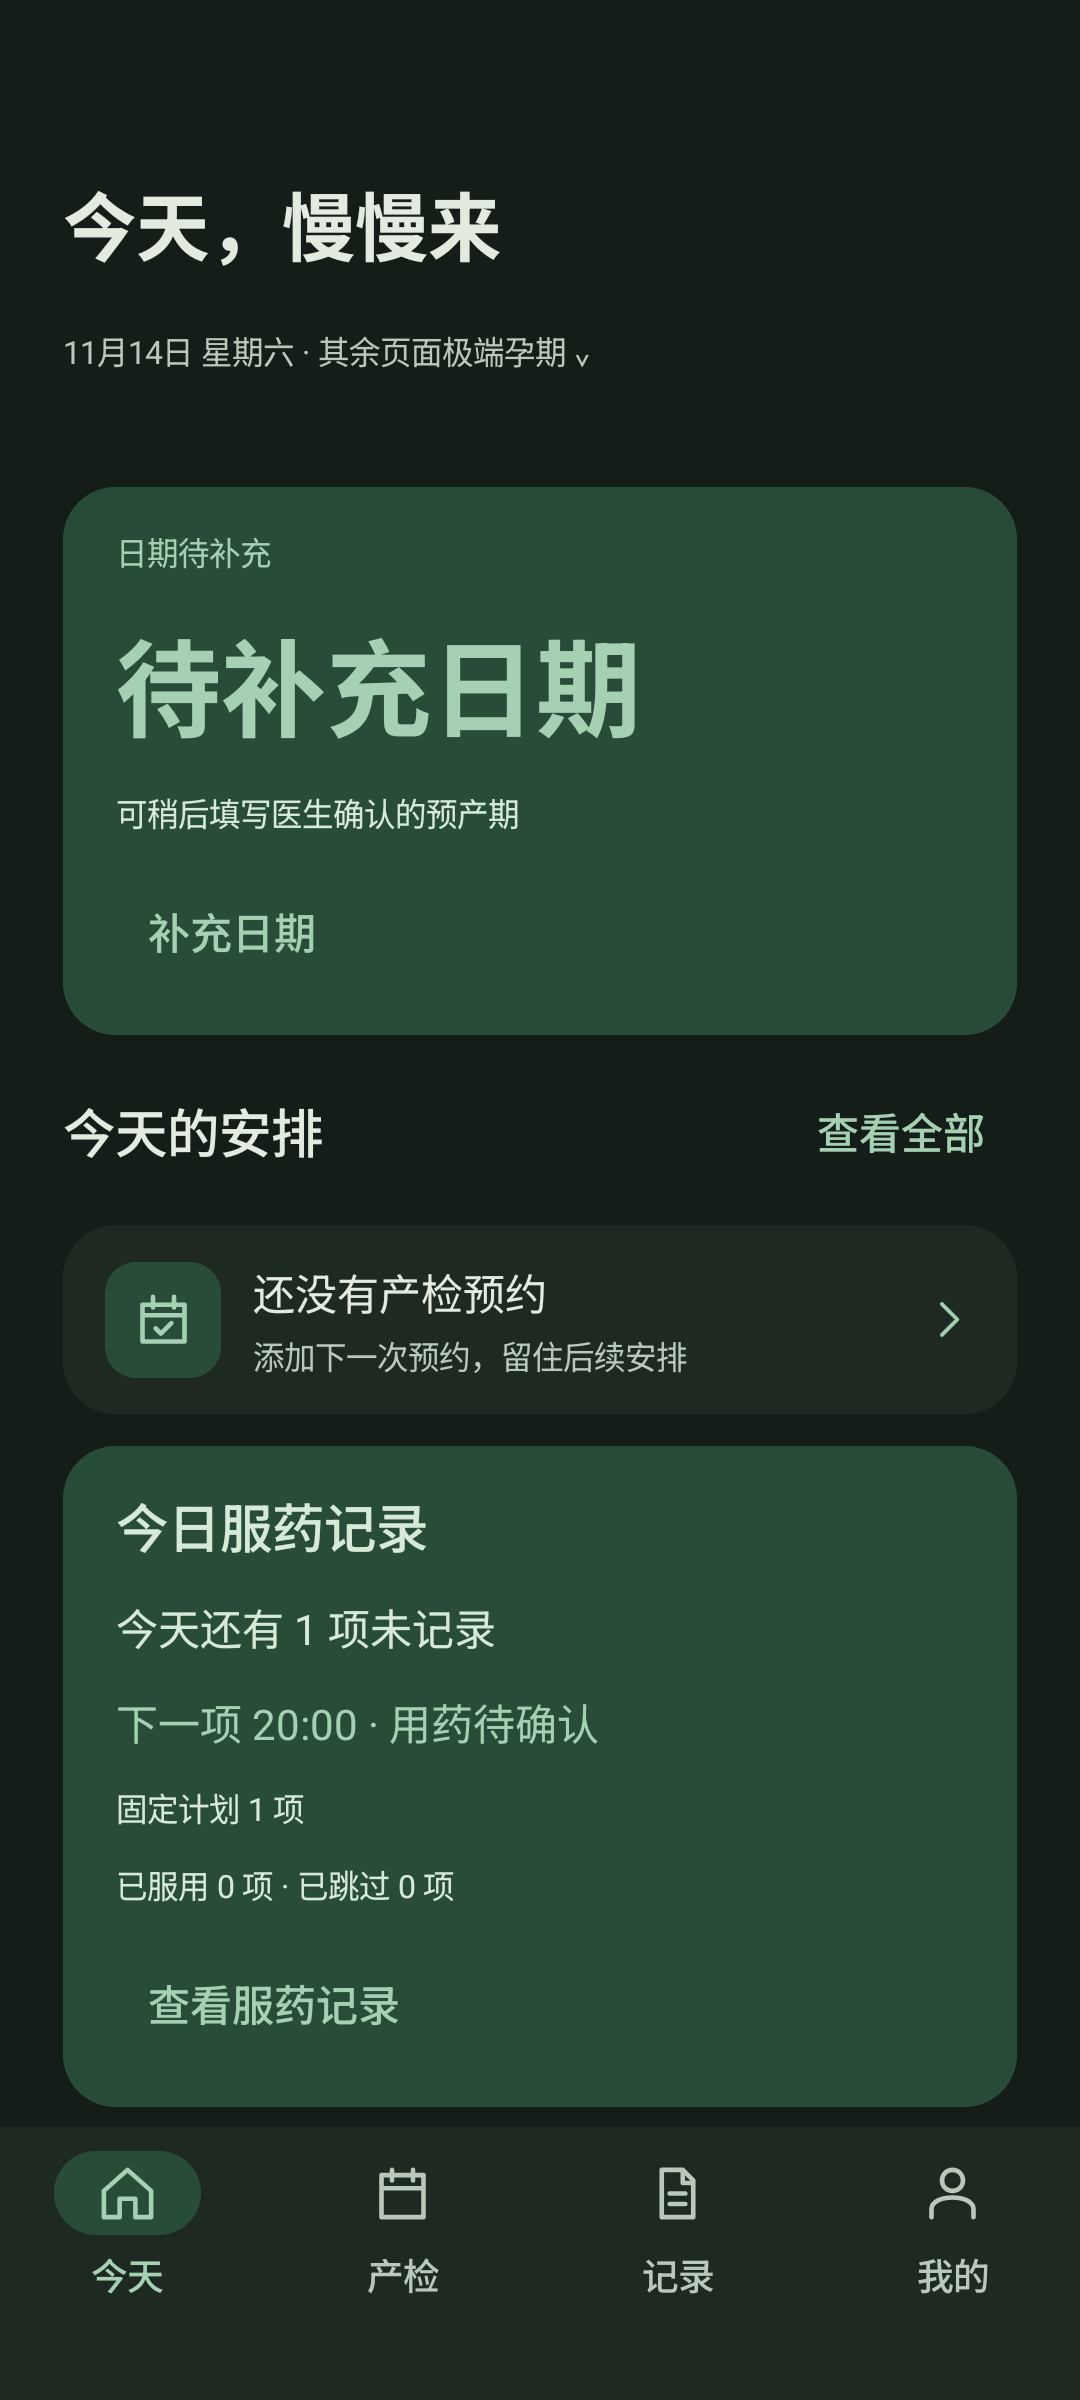 今天，慢慢来
11月14日 星期六 · 其余页面极端孕期 ˅
日期待补充
待补充日期
可稍后填写医生确认的预产期
补充日期
今天的安排
查看全部
还没有产检预约
添加下一次预约，留住后续安排
今日服药记录
今天还有 1 项未记录
下一项 20:00 · 用药待确认
固定计划 1 项
已服用 0 项 · 已跳过 0 项
查看服药记录
今天
产检
记录
我的